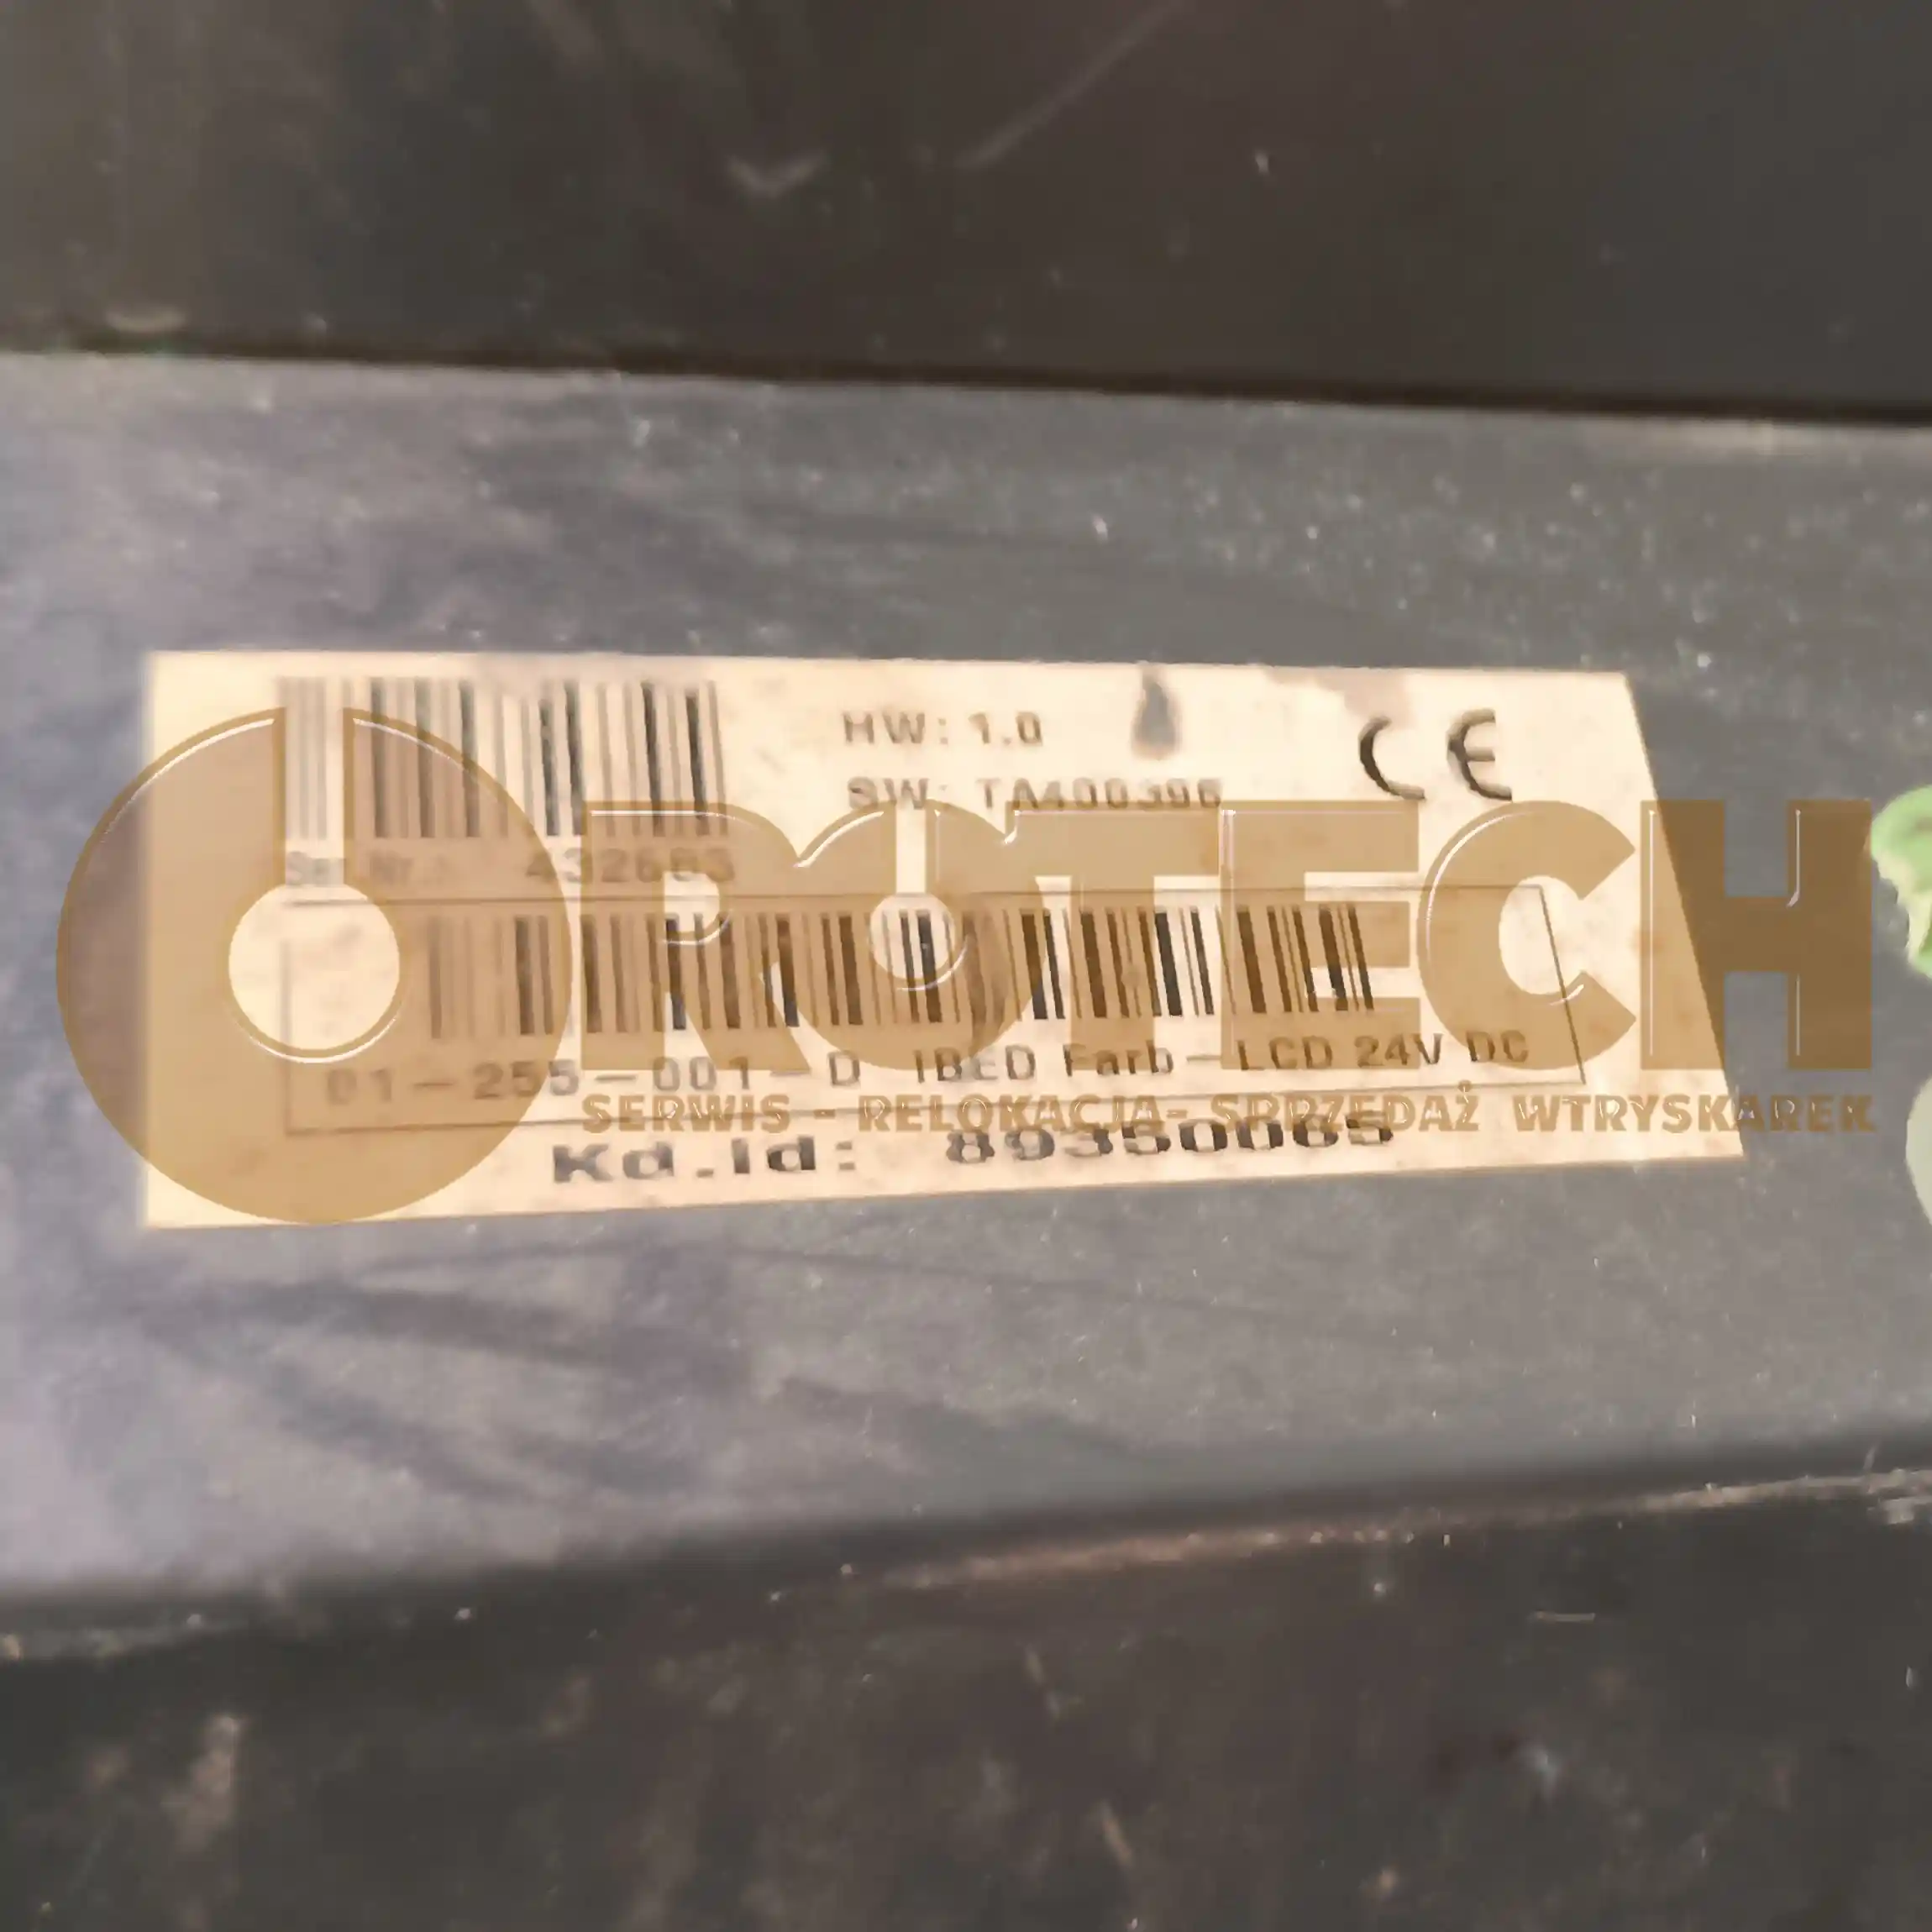 HW: 1.0
SW: TA400396
Ser.Nr.:
ROTECH
01-255-001-D IBED Farb-LCD 24V DC
SERWIS - RELOKACJA- SPRZEDAŻ WTRYSKAREK
Kd.Id: 89350065